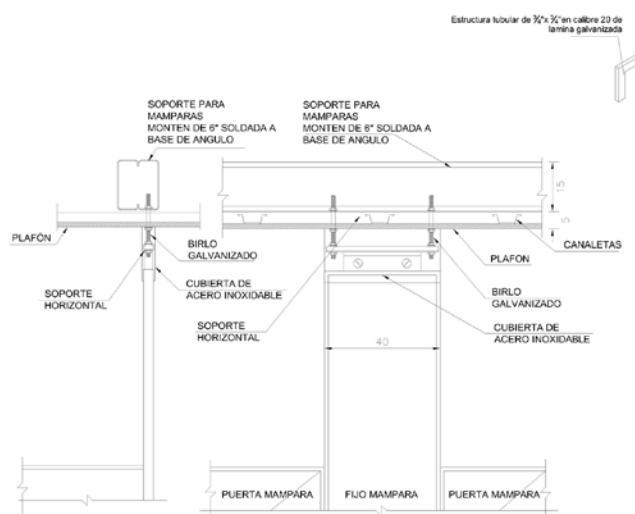 Estructura tubular de ¾"x ¾"en calibre 20 de
lamina galvanizada
SOPORTE PARA
MAMPARAS
MONTEN DE 6" SOLDADA A
BASE DE ANGULO
SOPORTE PARA
MAMPARAS
MONTEN DE 6" SOLDADA A
BASE DE ANGULO
15
5
PLAFÓN
BIRLO
GALVANIZADO
CANALETAS
PLAFON
SOPORTE
HORIZONTAL
CUBIERTA DE
ACERO INOXIDABLE
BIRLO
GALVANIZADO
SOPORTE
HORIZONTAL
CUBIERTA DE
ACERO INOXIDABLE
40
PUERTA MAMPARA
FIJO MAMPARA
PUERTA MAMPARA